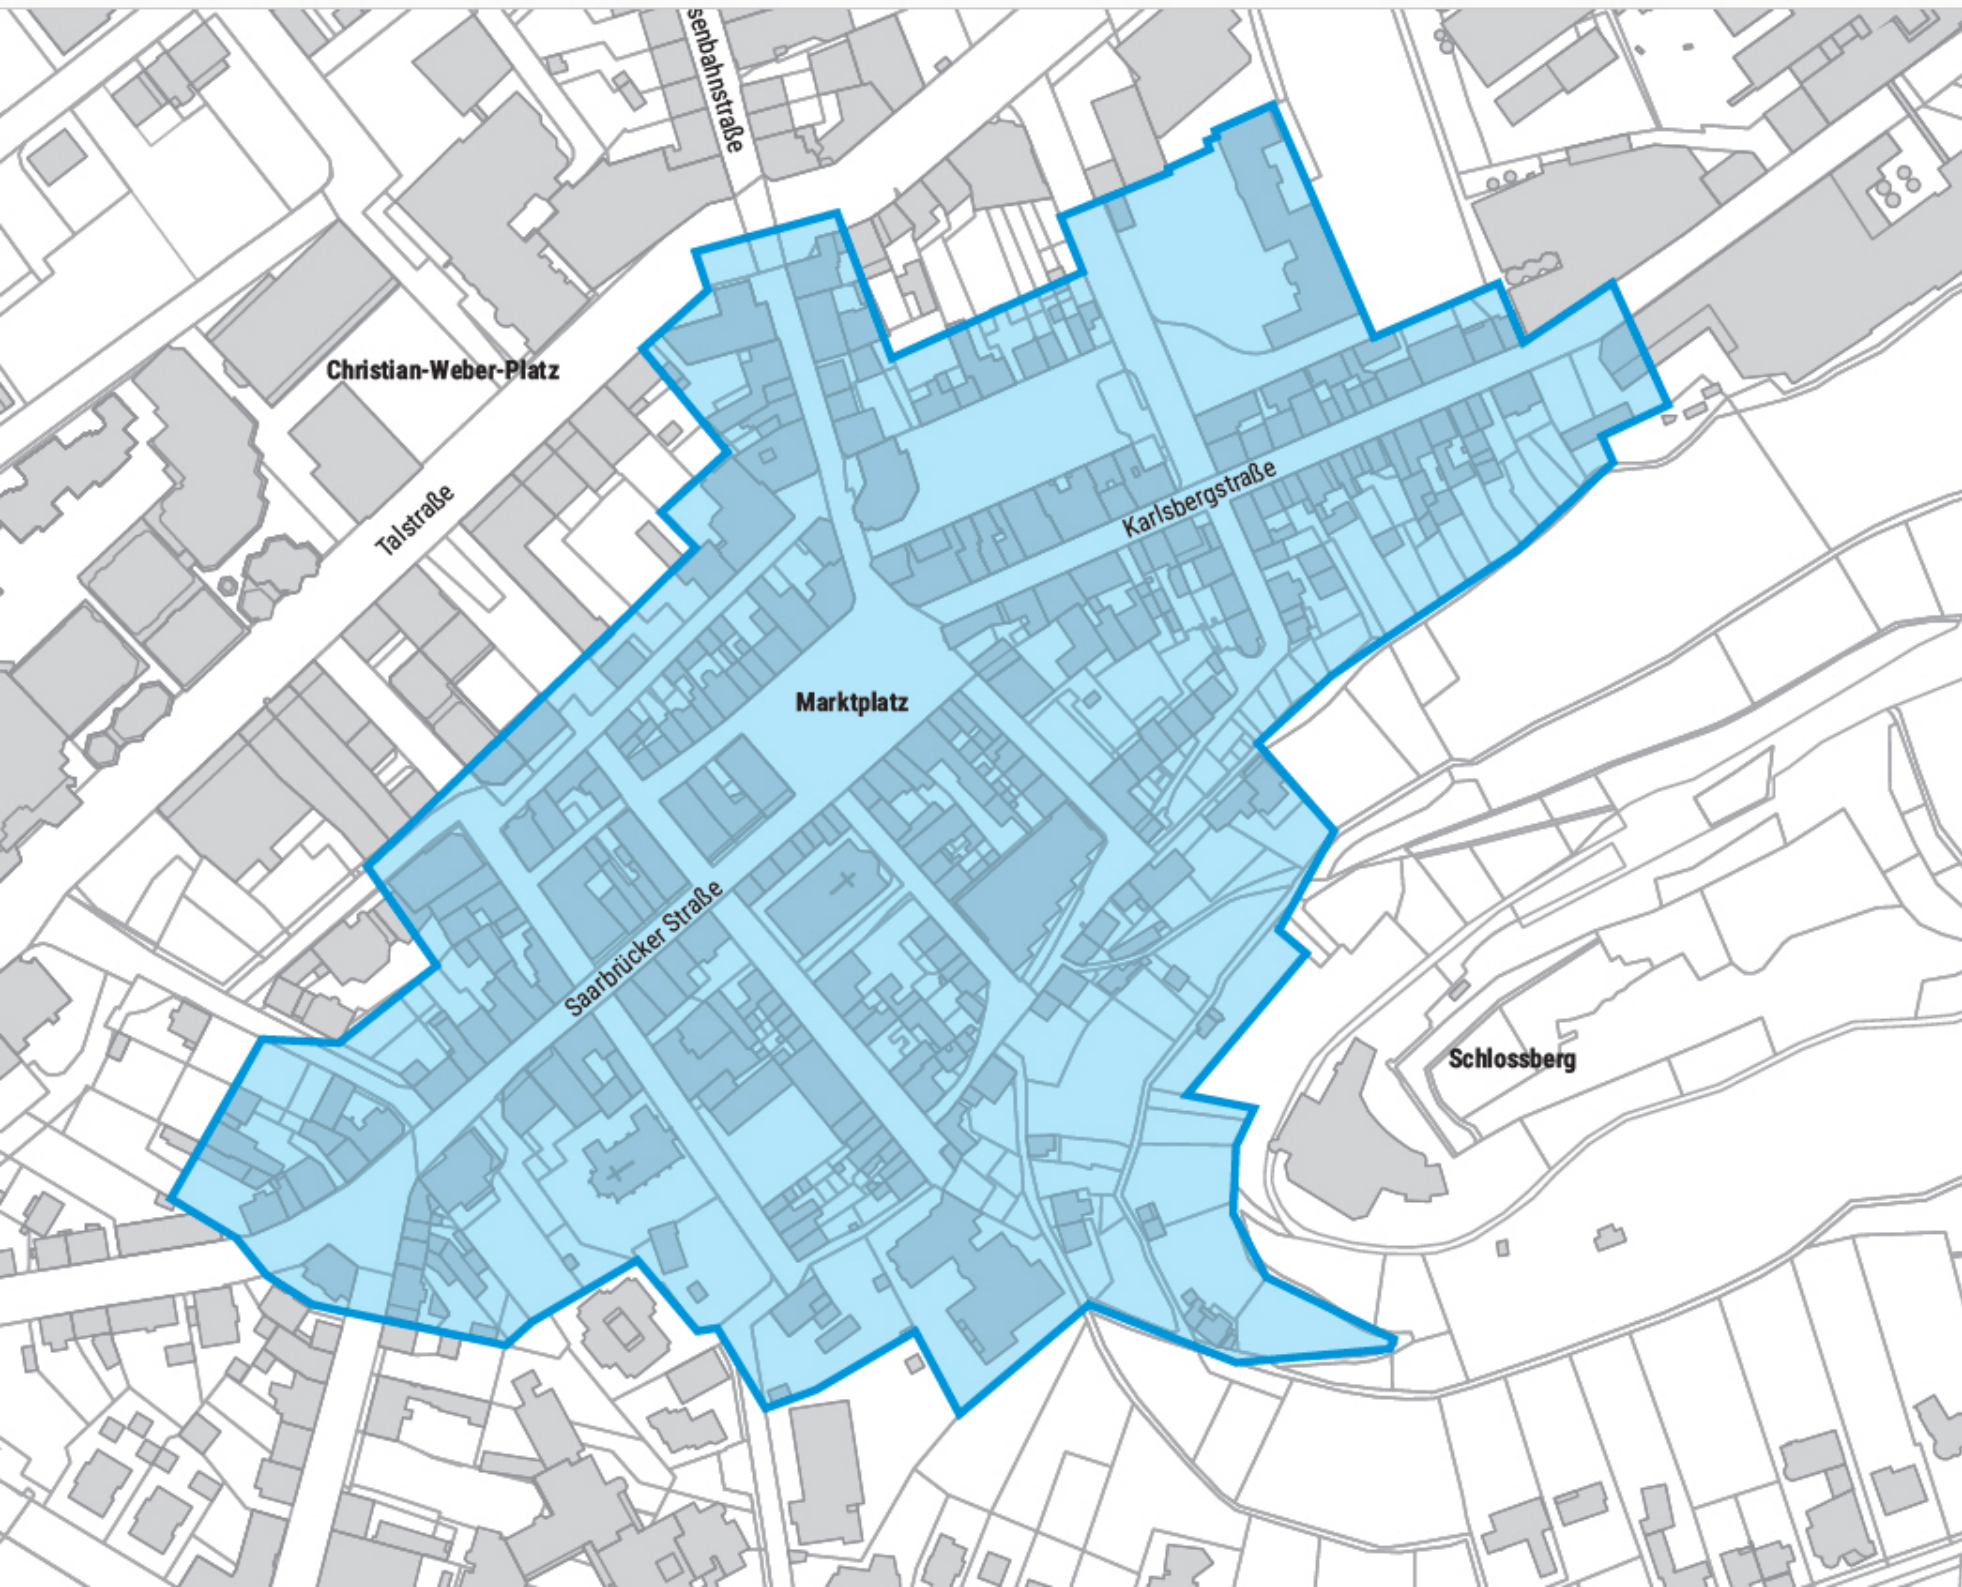 senbahnstraße
Christian-Weber-Platz
Talstraße
Karlsbergstraße
Marktplatz
Saarbrücker Straße
Schlossberg